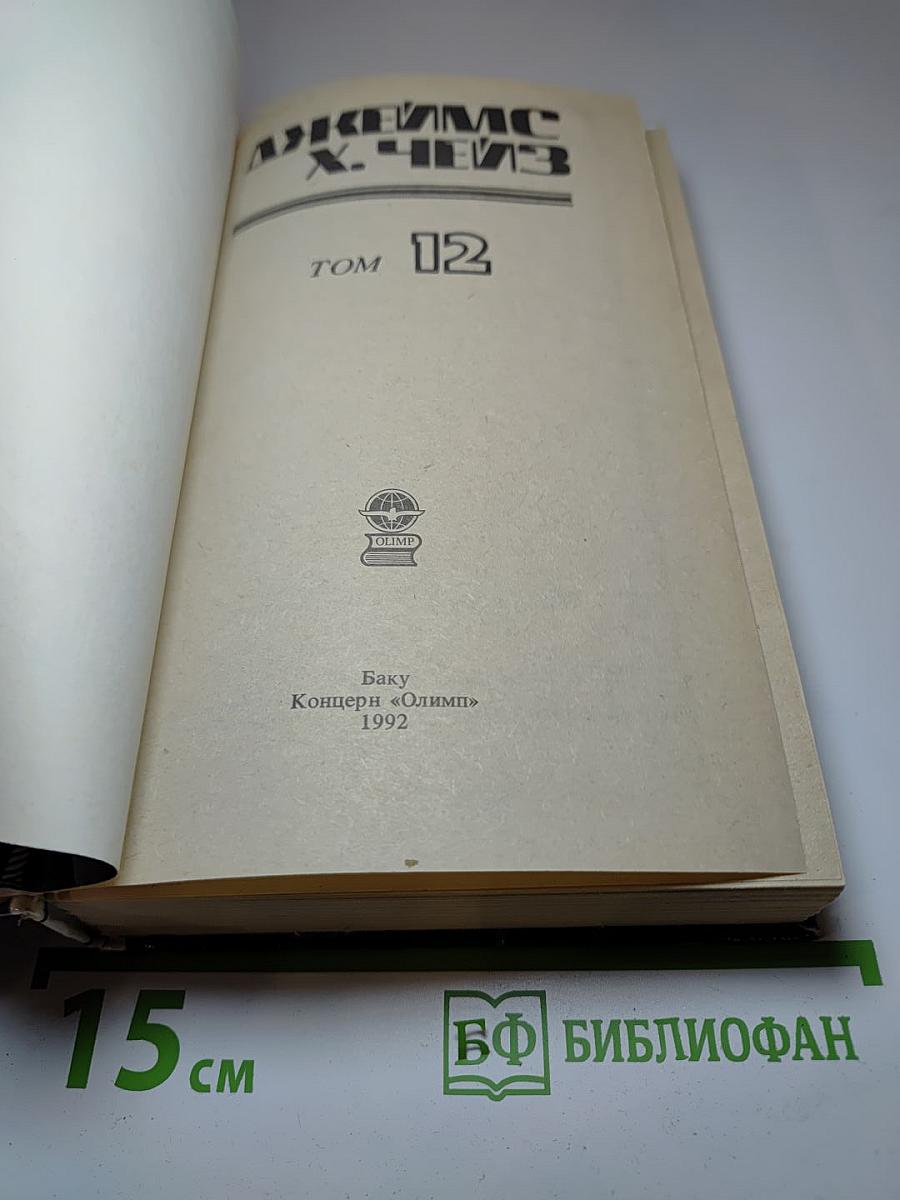 ДЖЕЙМС
Х. ЧЕЙЗ
ТОМ 12
OLIMP
Баку
Концерн «Олимп»
1992
15 см
БФ БИБЛИОФАН